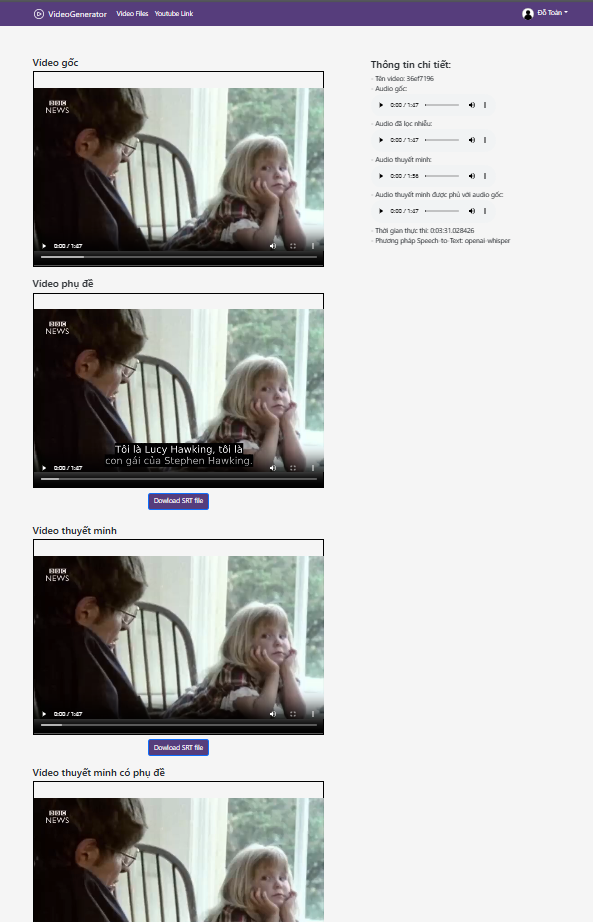 VideoGenerator Video Files Youtube Link Đỗ Toàn
Video gốc
BBC
NEWS
0:00 / 1:47
Video phụ đề
BBC
NEWS
Tôi là Lucy Hawking, tôi là
con gái của Stephen Hawking.
0:00 / 1:47
Dowload SRT file
Video thuyết minh
BBC
NEWS
0:00 / 1:47
Dowload SRT file
Video thuyết minh có phụ đề
BBC
NEWS
Thông tin chi tiết:
- Tên video: 36ef7196
- Audio gốc:
0:00 / 1:47
- Audio đã lọc nhiễu:
0:00 / 1:47
- Audio thuyết minh:
0:00 / 1:56
- Audio thuyết minh được phủ với audio gốc:
0:00 / 1:47
- Thời gian thực thi: 0:03:31.028426
- Phương pháp Speech-to-Text: openai-whisper